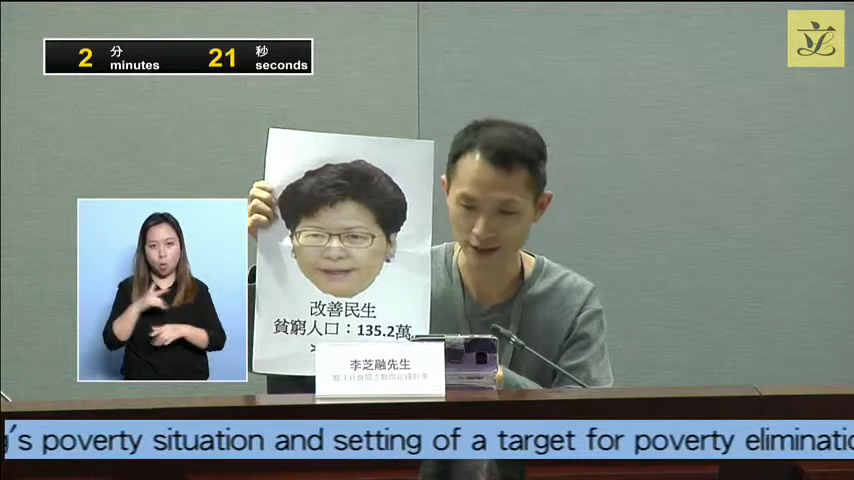 2 分 minutes 21 秒 seconds
改善民生
貧窮人口：135.2萬
李芝融先生
's poverty situation and setting of a target for poverty eliminatio